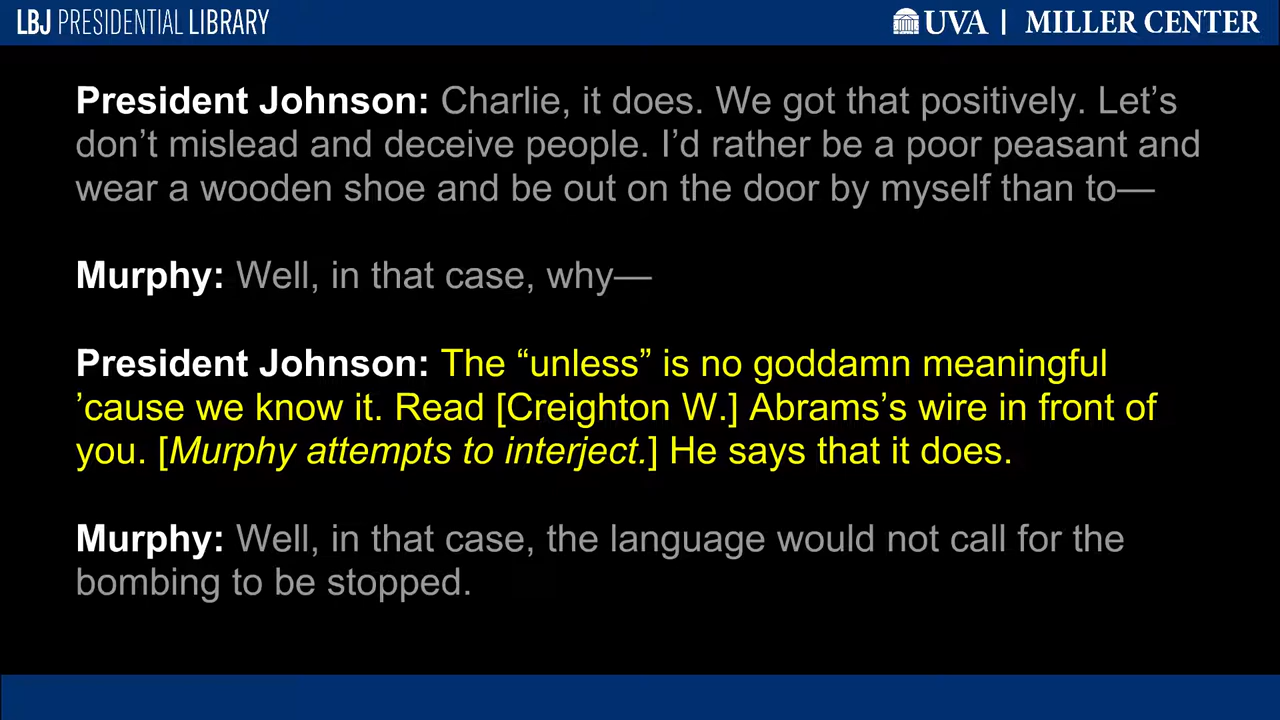 LBJ PRESIDENTIAL LIBRARY
UVA | MILLER CENTER
President Johnson: Charlie, it does. We got that positively. Let’s
don’t mislead and deceive people. I’d rather be a poor peasant and
wear a wooden shoe and be out on the door by myself than to—
Murphy: Well, in that case, why—
President Johnson: The “unless” is no goddamn meaningful
’cause we know it. Read [Creighton W.] Abrams’s wire in front of
you. [Murphy attempts to interject.] He says that it does.
Murphy: Well, in that case, the language would not call for the
bombing to be stopped.